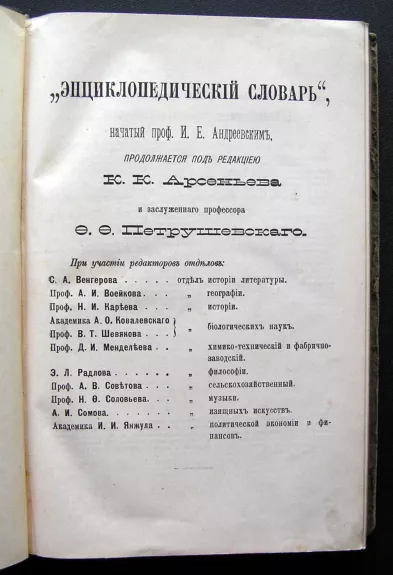 „ЭНЦИКЛОПЕДИЧЕСКІЙ СЛОВАРЬ“,
начатый проф. И. Е. Андреевскимъ,
ПРОДОЛЖАЕТСЯ ПОДЪ РЕДАКЦІЕЮ
К. К. Арсеньева
и заслуженнаго профессора
Ѳ. Ѳ. Петрушевскаго.
При участіи редакторовъ отдѣловъ:
С. А. Венгерова . . . . . отдѣлъ исторіи литературы.
Проф. А. И. Воейкова . . . „ географіи.
Проф. Н. И. Карѣева . . . „ исторіи.
Академика А. О. Ковалевскаго }
„ біологическихъ наукъ.
Проф. В. Т. Шевякова . . . }
Проф. Д. И. Менделѣева . . „ химико-техническій и фабрично-
заводскій.
Э. Л. Радлова . . . . . . „ философіи.
Проф. А. В. Совѣтова . . . „ сельскохозяйственный.
Проф. Н. Ѳ. Соловьева . . . „ музыки.
А. И. Сомова . . . . . . . „ изящныхъ искусствъ.
Академика И. И. Янжула . . „ политической экономіи и фи-
нансовъ.